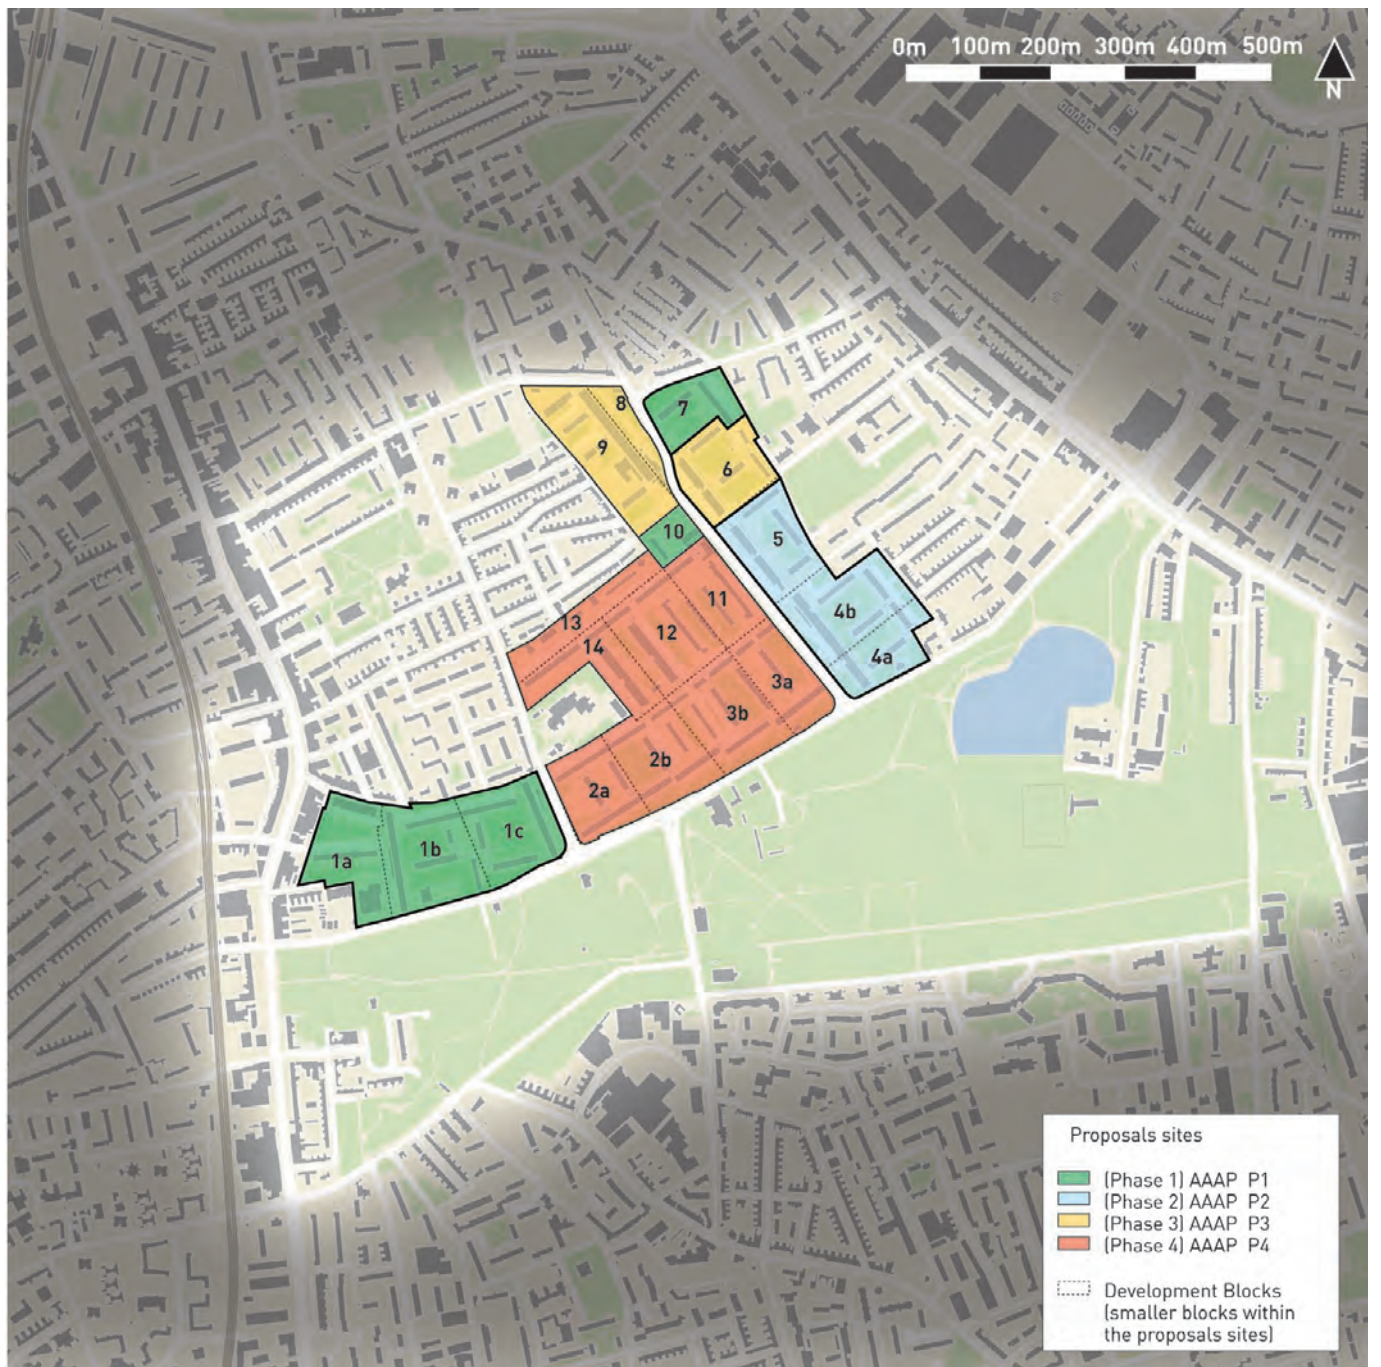 0m 100m 200m 300m 400m 500m
N
7
8
9
6
10
5
11
4b
13
12
14
4a
3a
3b
2b
2a
1c
1b
1a
Proposals sites
(Phase 1) AAAP P1
(Phase 2) AAAP P2
(Phase 3) AAAP P3
(Phase 4) AAAP P4
Development Blocks
(smaller blocks within
the proposals sites)